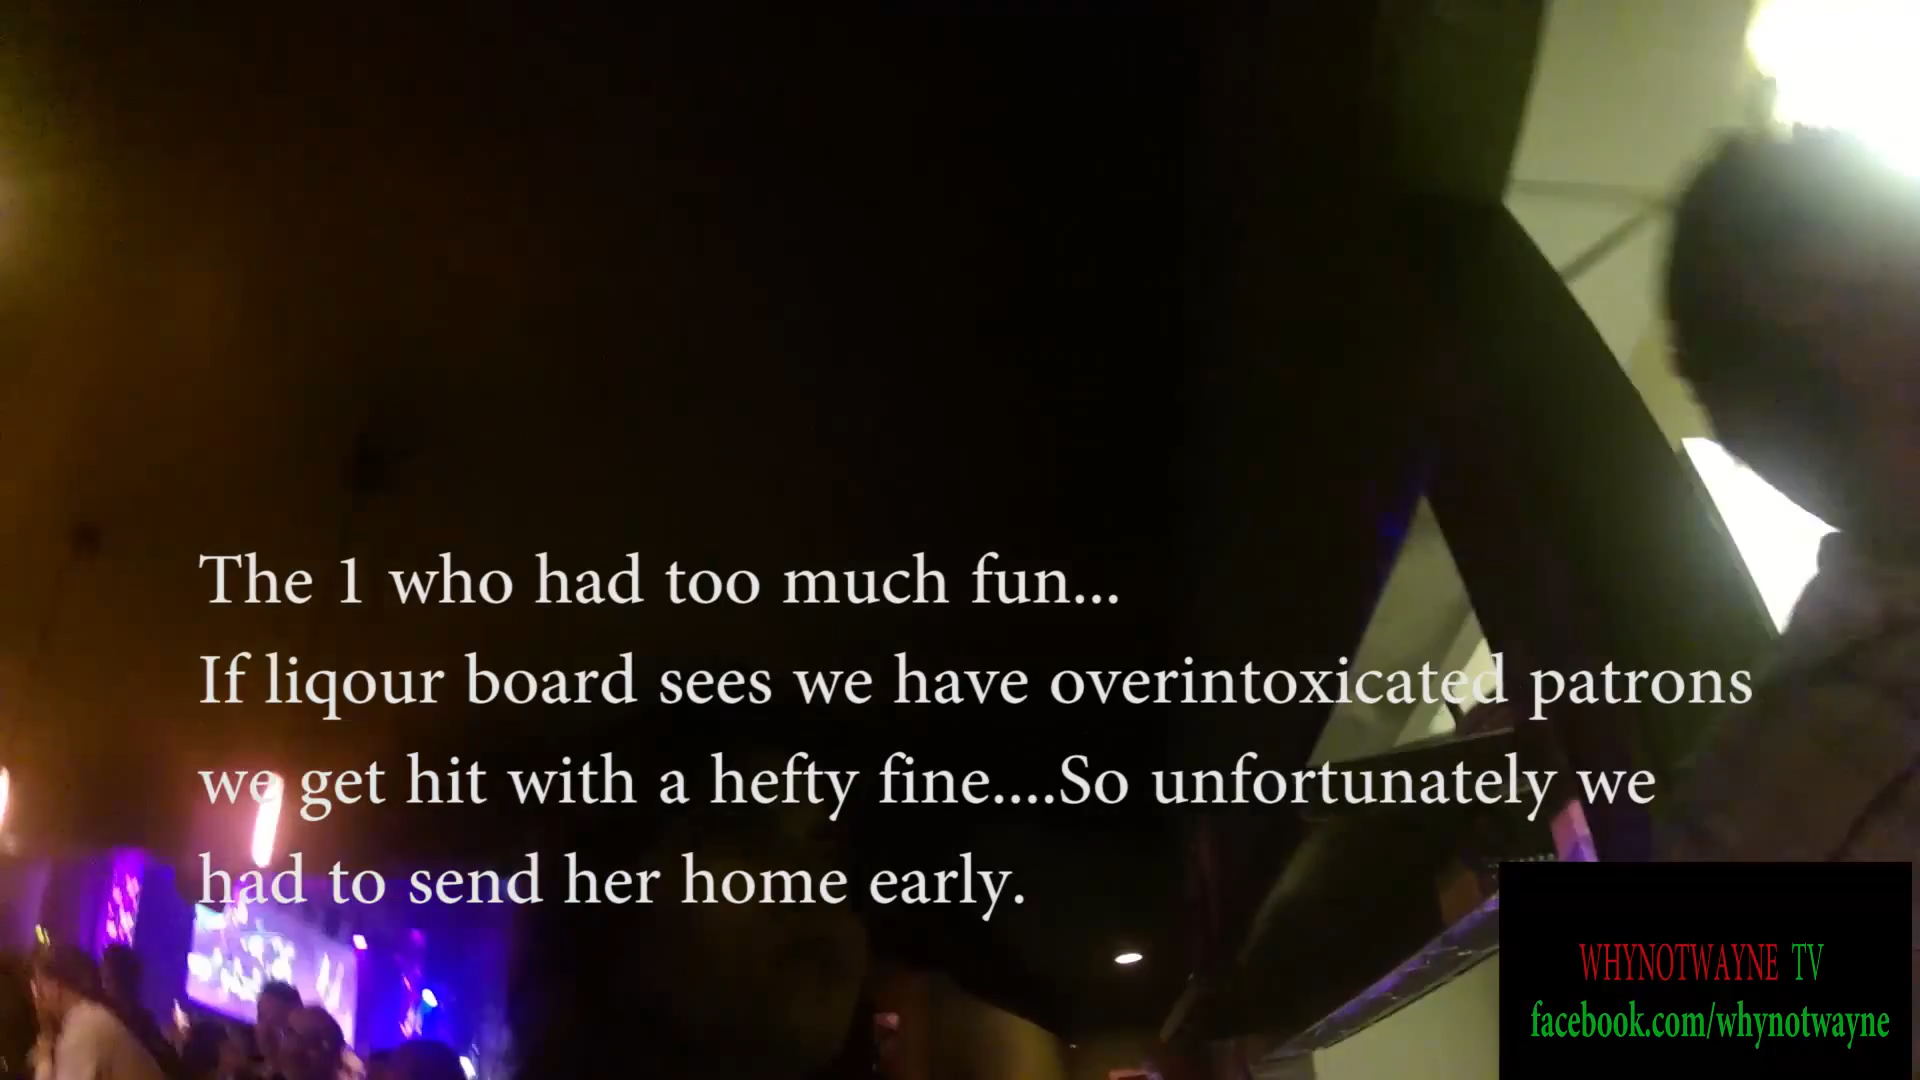 The 1 who had too much fun...
If liqour board sees we have overintoxicated patrons
we get hit with a hefty fine....So unfortunately we
had to send her home early.
WHYNOTWAYNE TV
facebook.com/whynotwayne